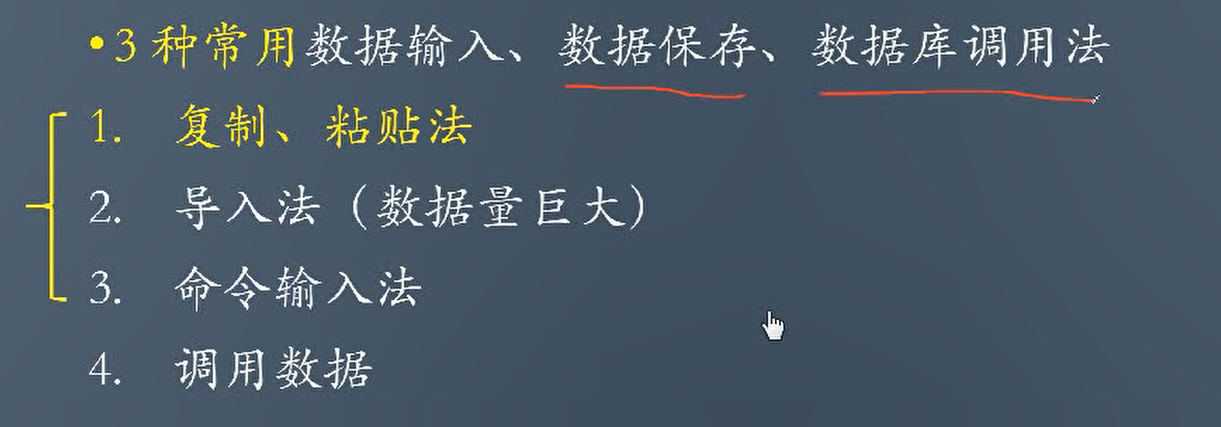 •3种常用数据输入、数据保存、数据库调用法
1. 复制、粘贴法
2. 导入法（数据量巨大）
3. 命令输入法
4. 调用数据